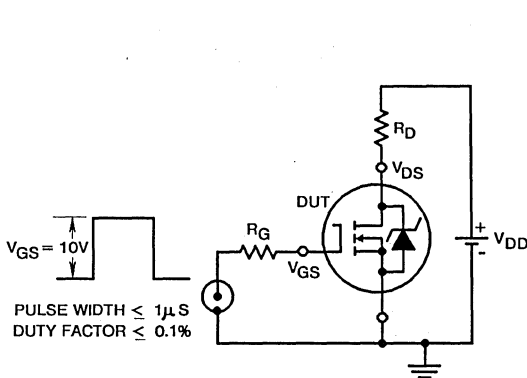 R_D
V_DS
DUT
R_G
V_GS = 10V
V_GS
+
V_DD
-
PULSE WIDTH ≤ 1μS
DUTY FACTOR ≤ 0.1%